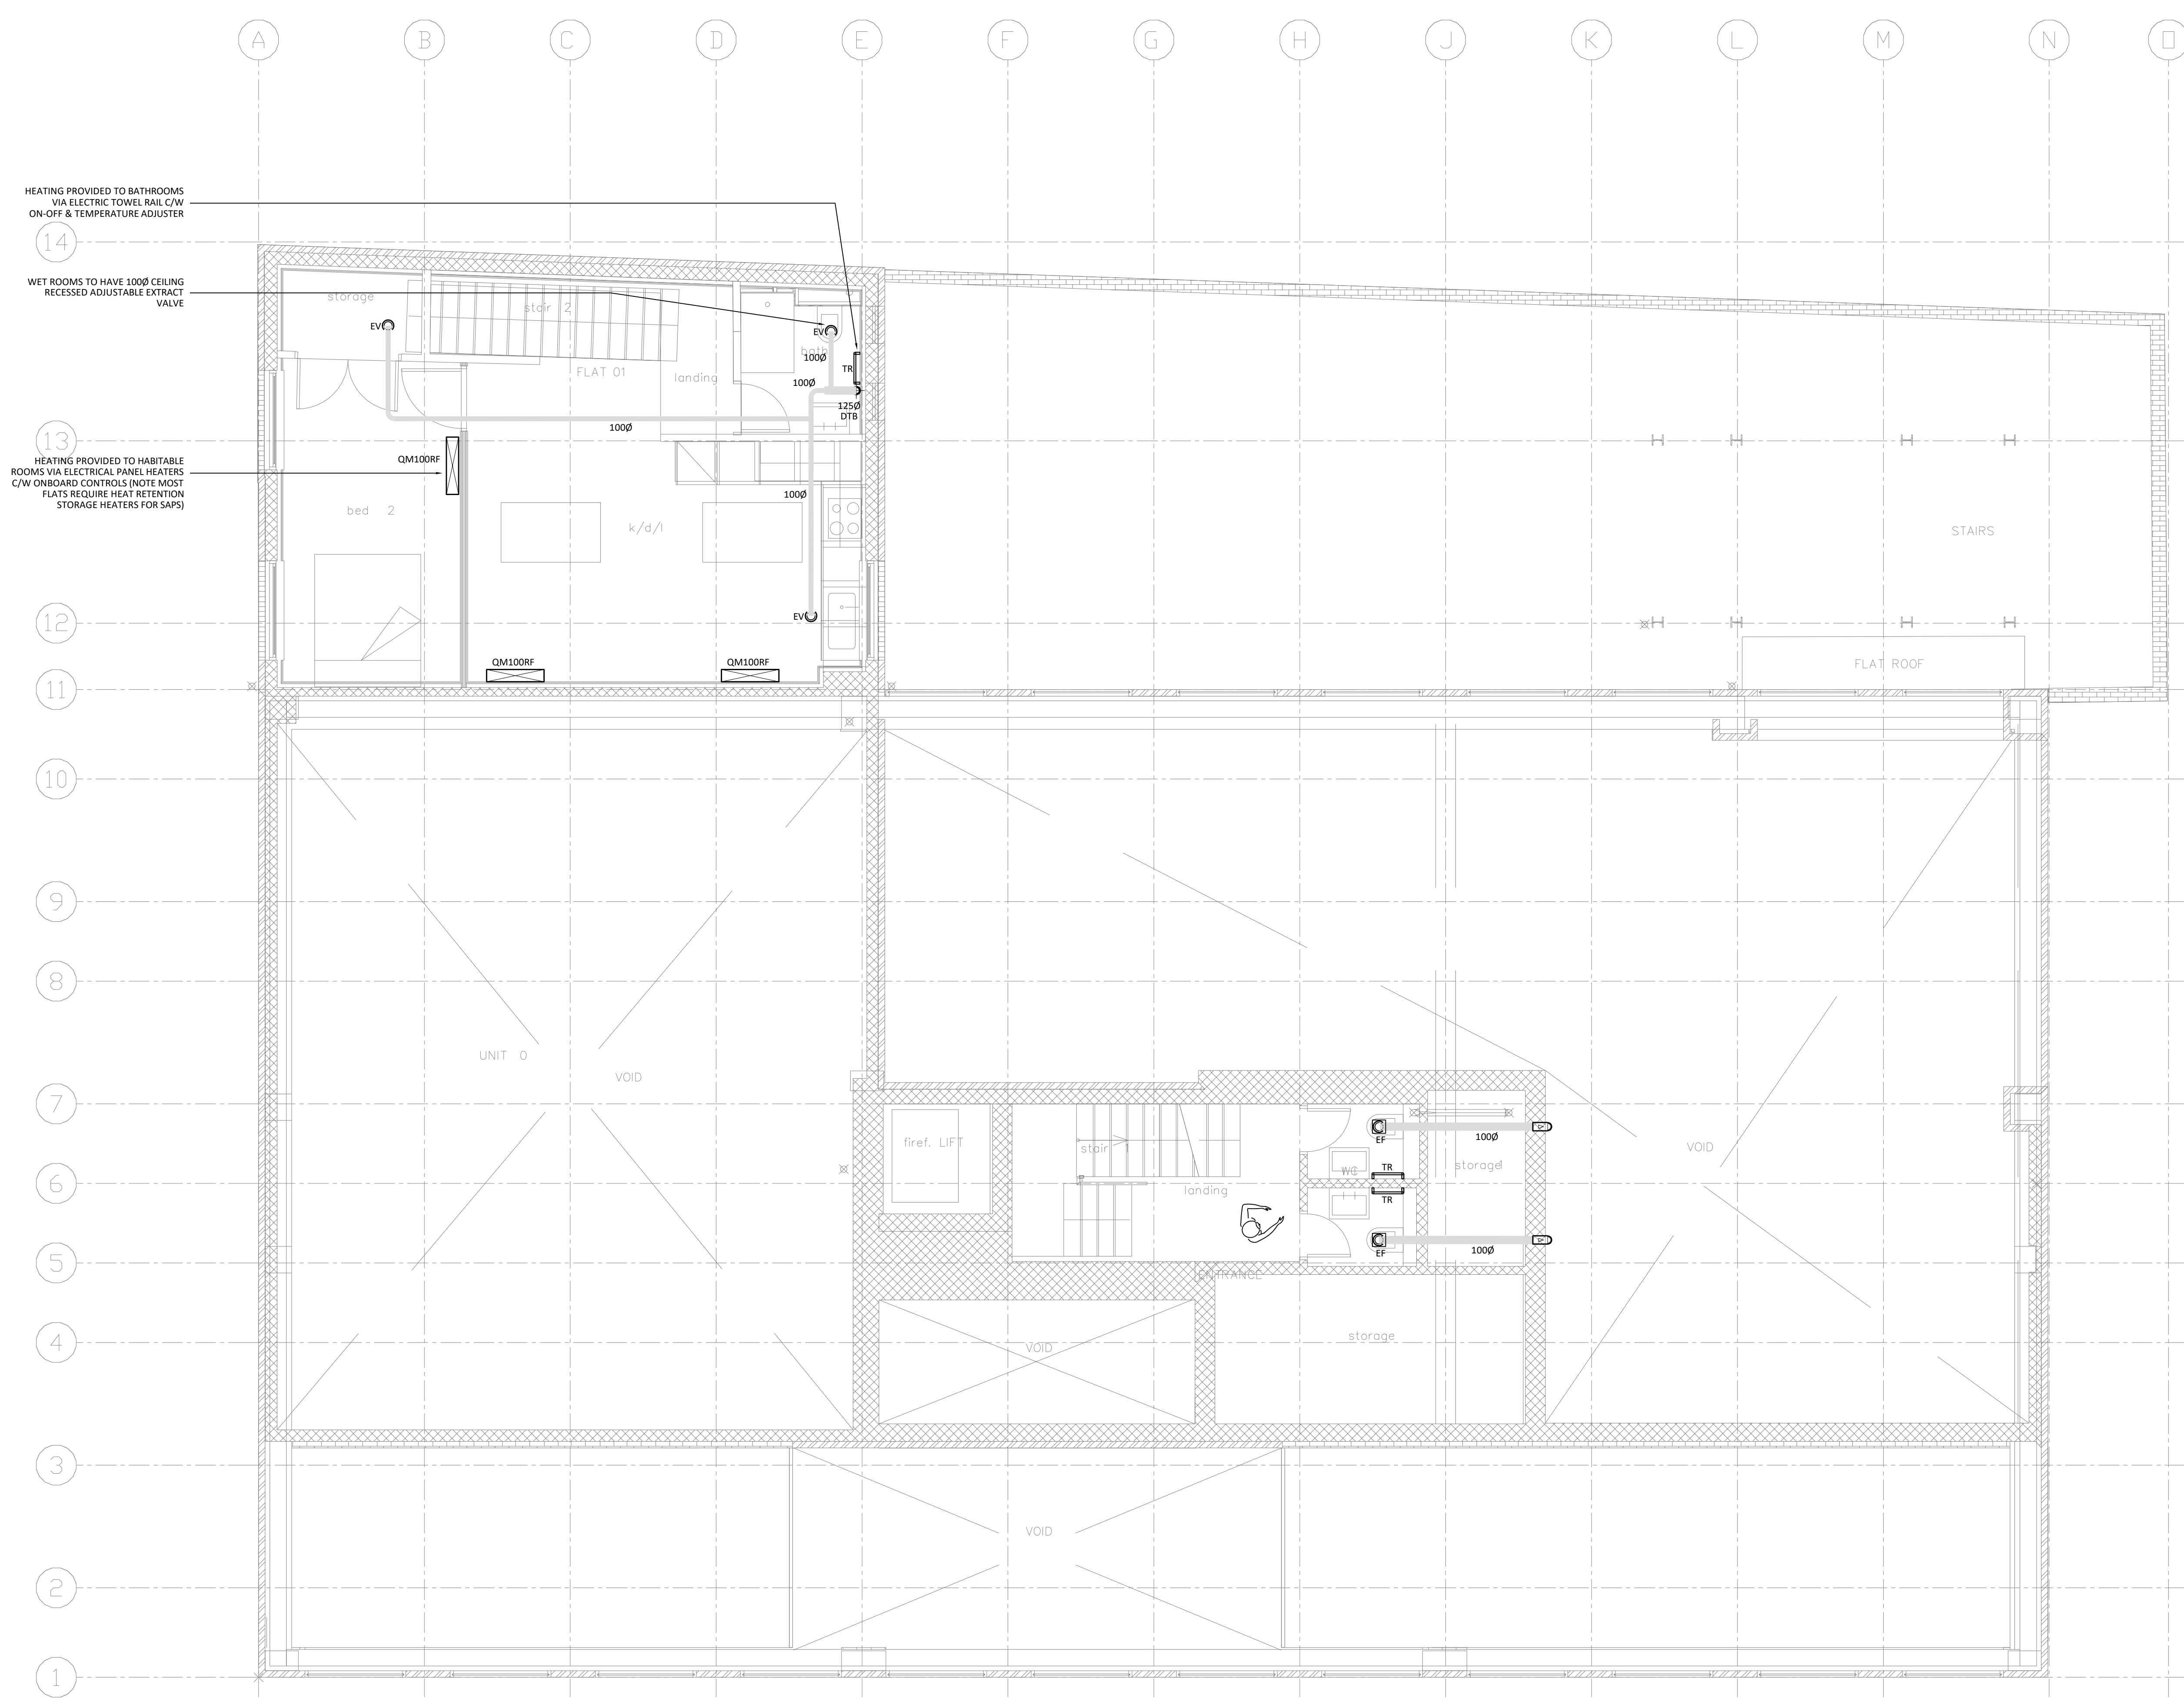 A
B
C
D
E
F
G
H
J
K
L
M
N
O
HEATING PROVIDED TO BATHROOMS
VIA ELECTRIC TOWEL RAIL C/W
ON-OFF & TEMPERATURE ADJUSTER
14
WET ROOMS TO HAVE 100Ø CEILING
RECESSED ADJUSTABLE EXTRACT
VALVE
storage
stair 2
EV
EV
bath
100Ø
TR
FLAT 01
landing
100Ø
125Ø
DTB
100Ø
13
HEATING PROVIDED TO HABITABLE
ROOMS VIA ELECTRICAL PANEL HEATERS
C/W ONBOARD CONTROLS (NOTE MOST
FLATS REQUIRE HEAT RETENTION
STORAGE HEATERS FOR SAPS)
QM100RF
100Ø
bed 2
k/d/l
STAIRS
12
EV
QM100RF
QM100RF
FLAT ROOF
11
10
9
8
UNIT 0
VOID
7
firef. LIFT
stair 1
EF
100Ø
VOID
WC
TR
storage1
6
landing
TR
5
EF
100Ø
ENTRANCE
4
VOID
storage
3
VOID
2
1